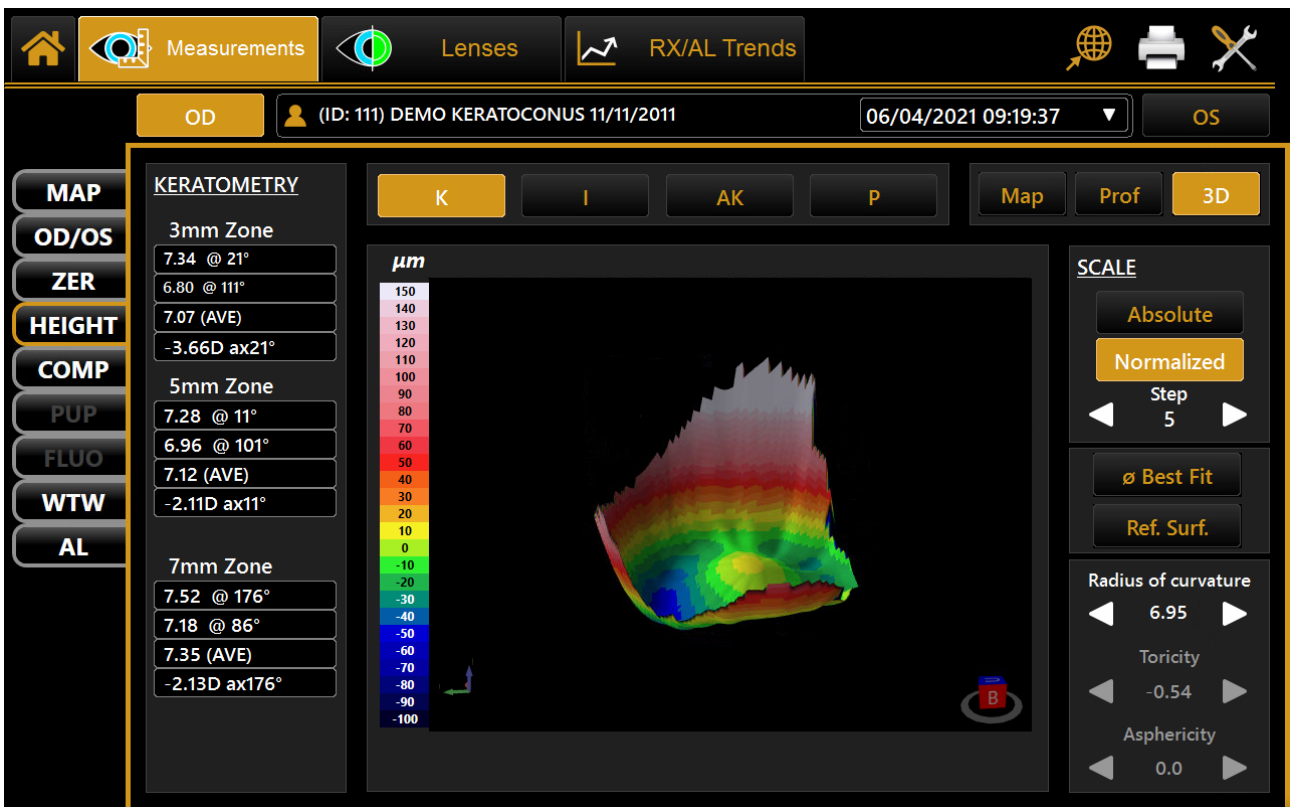 Measurements
Lenses
RX/AL Trends
OD
(ID: 111) DEMO KERATOCONUS 11/11/2011
06/04/2021 09:19:37
OS
MAP
OD/OS
ZER
HEIGHT
COMP
PUP
FLUO
WTW
AL
KERATOMETRY
3mm Zone
7.34 @ 21°
6.80 @ 111°
7.07 (AVE)
-3.66D ax21°
5mm Zone
7.28 @ 11°
6.96 @ 101°
7.12 (AVE)
-2.11D ax11°
7mm Zone
7.52 @ 176°
7.18 @ 86°
7.35 (AVE)
-2.13D ax176°
K
I
AK
P
Map
Prof
3D
µm
150
140
130
120
110
100
90
80
70
60
50
40
30
20
10
0
-10
-20
-30
-40
-50
-60
-70
-80
-90
-100
B
SCALE
Absolute
Normalized
Step
5
ø Best Fit
Ref. Surf.
Radius of curvature
6.95
Toricity
-0.54
Asphericity
0.0